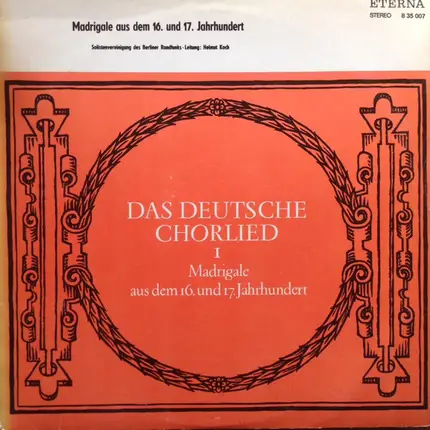 ETERNA
Madrigale aus dem 16. und 17. Jahrhundert
STEREO 8 35 007
Solistenvereinigung des Berliner Rundfunks · Leitung: Helmut Koch
DAS DEUTSCHE
CHORLIED
I
Madrigale
aus dem 16. und 17. Jahrhundert